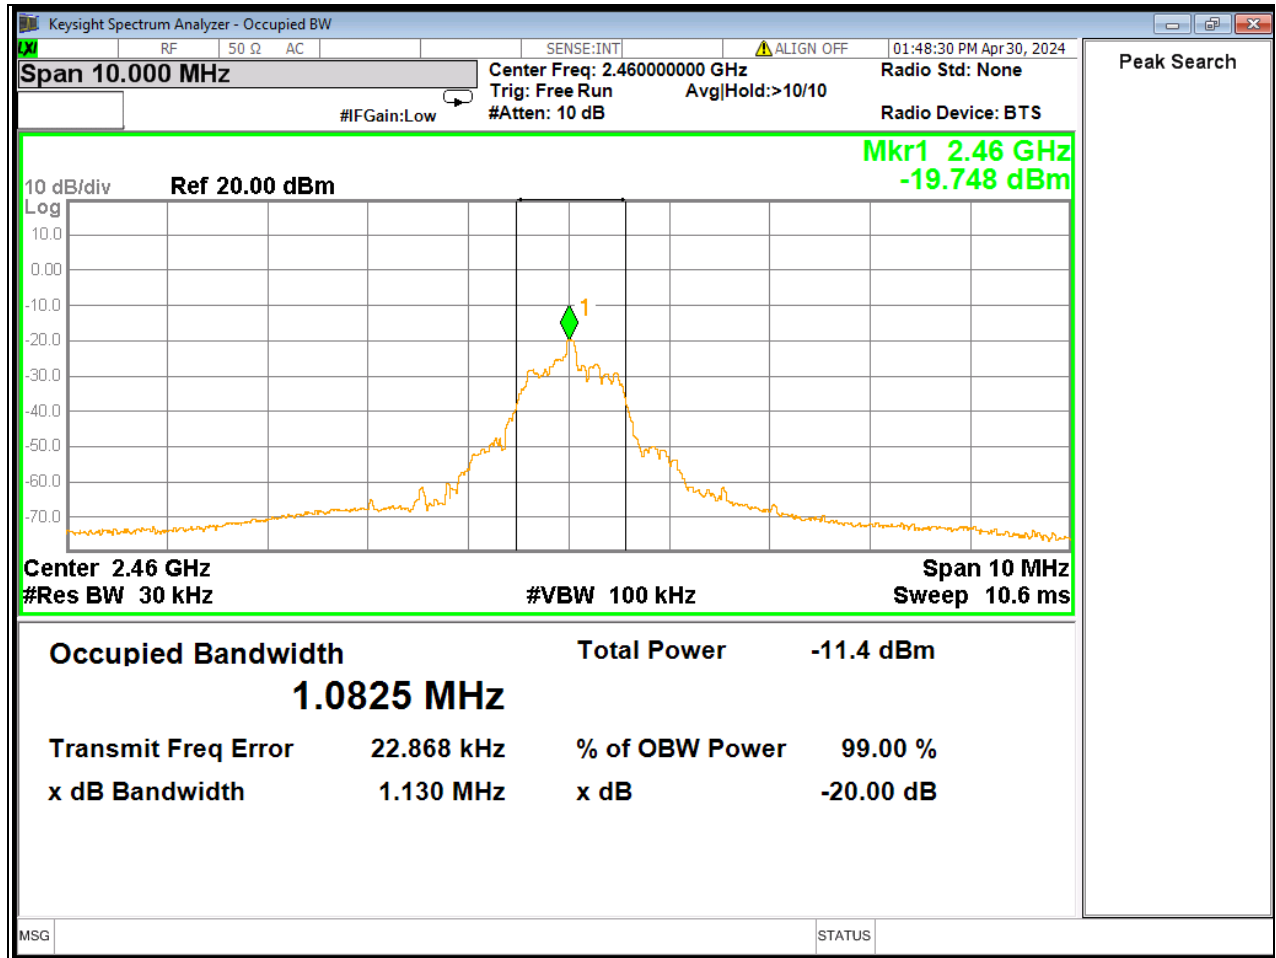 Keysight Spectrum Analyzer - Occupied BW
LXI RF 50 Ω AC SENSE:INT ALIGN OFF 01:48:30 PM Apr 30, 2024
Span 10.000 MHz
Center Freq: 2.460000000 GHz Radio Std: None
Trig: Free Run Avg|Hold:>10/10
#IFGain:Low #Atten: 10 dB Radio Device: BTS
Peak Search
Mkr1 2.46 GHz
-19.748 dBm
10 dB/div Ref 20.00 dBm
Log
10.0
0.00
-10.0
1
-20.0
-30.0
-40.0
-50.0
-60.0
-70.0
Center 2.46 GHz Span 10 MHz
#Res BW 30 kHz #VBW 100 kHz Sweep 10.6 ms
Occupied Bandwidth Total Power -11.4 dBm
1.0825 MHz
Transmit Freq Error 22.868 kHz % of OBW Power 99.00 %
x dB Bandwidth 1.130 MHz x dB -20.00 dB
MSG STATUS